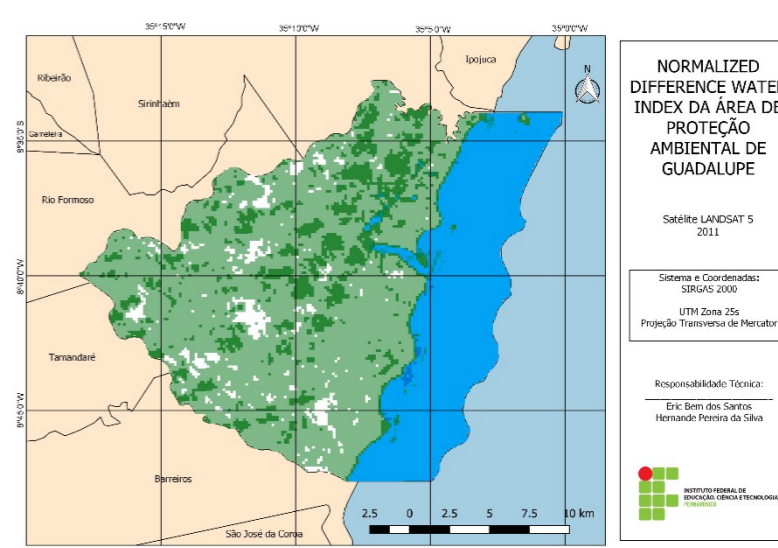 35°15'0"W 35°10'0"W 35°5'0"W 35°0'0"W
Ipojuca
N
Ribeirão
Sirinhaém
Gameleira
8°35'0"S
Rio Formoso
8°40'0"W
Tamandaré
8°45'0"W
Barreiros
São José da Coroa
2.5 0 2.5 5 7.5 10 km
NORMALIZED
DIFFERENCE WATE
INDEX DA ÁREA DE
PROTEÇÃO
AMBIENTAL DE
GUADALUPE
Satélite LANDSAT 5
2011
Sistema e Coordenadas:
SIRGAS 2000
UTM Zona 25s
Projeção Transversa de Mercator
Responsabilidade Técnica:
Eric Bem dos Santos
Hernande Pereira da Silva
INSTITUTO FEDERAL DE
EDUCAÇÃO, CIÊNCIA E TECNOLOGIA
PERNAMBUCO